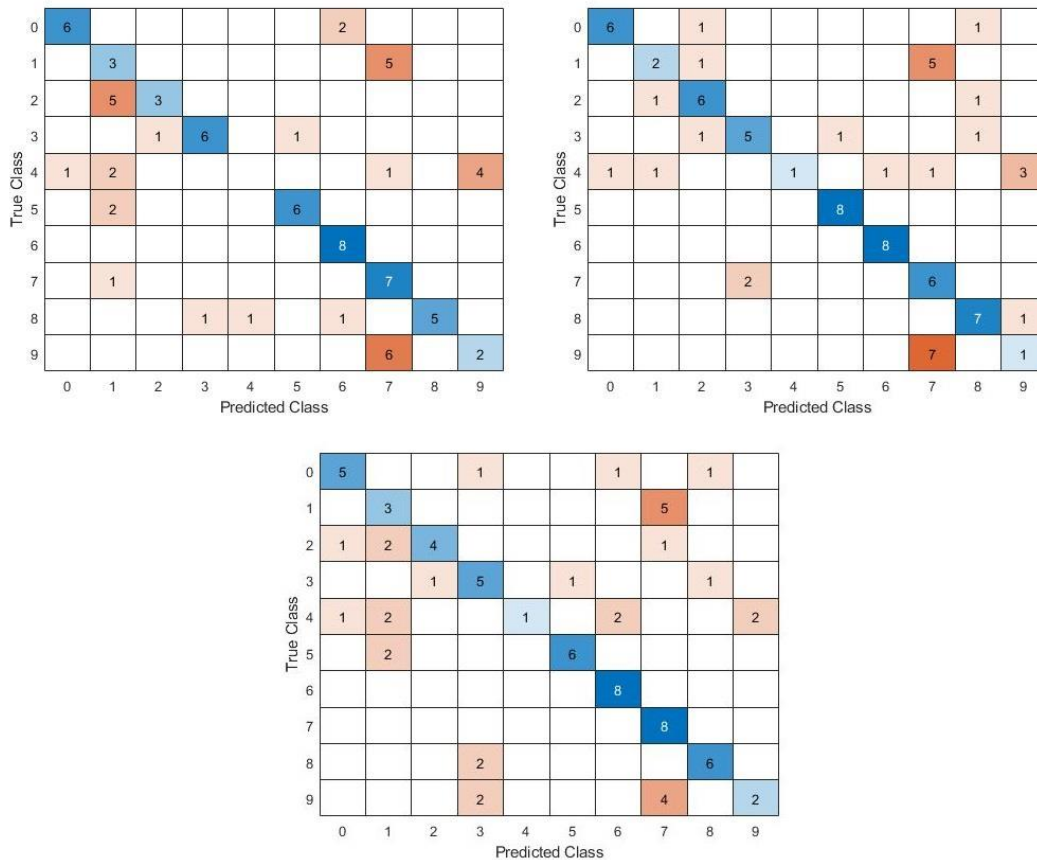 True Class
0 6 2
1 3 5
2 5 3
3 1 6 1
4 1 2 1 4
5 2 6
6 8
7 1 7
8 1 1 1 5
9 6 2
0 1 2 3 4 5 6 7 8 9
Predicted Class
True Class
0 6 1 1
1 2 1 5
2 1 6 1
3 1 5 1 1
4 1 1 1 1 1 3
5 8
6 8
7 2 6
8 7 1
9 7 1
0 1 2 3 4 5 6 7 8 9
Predicted Class
True Class
0 5 1 1 1
1 3 5
2 1 2 4 1
3 1 5 1 1
4 1 2 1 2 2
5 2 6
6 8
7 8
8 2 6
9 2 4 2
0 1 2 3 4 5 6 7 8 9
Predicted Class